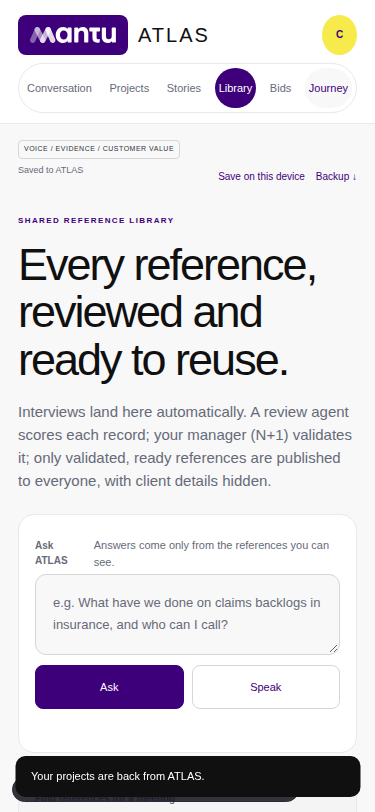 mantu ATLAS
C
Conversation Projects Stories Library Bids Journey
VOICE / EVIDENCE / CUSTOMER VALUE
Saved to ATLAS
Save on this device Backup ↓
SHARED REFERENCE LIBRARY
Every reference,
reviewed and
ready to reuse.
Interviews land here automatically. A review agent
scores each record; your manager (N+1) validates
it; only validated, ready references are published
to everyone, with client details hidden.
Ask
ATLAS
Answers come only from the references you can
see.
e.g. What have we done on claims backlogs in
insurance, and who can I call?
Ask Speak
Your projects are back from ATLAS.